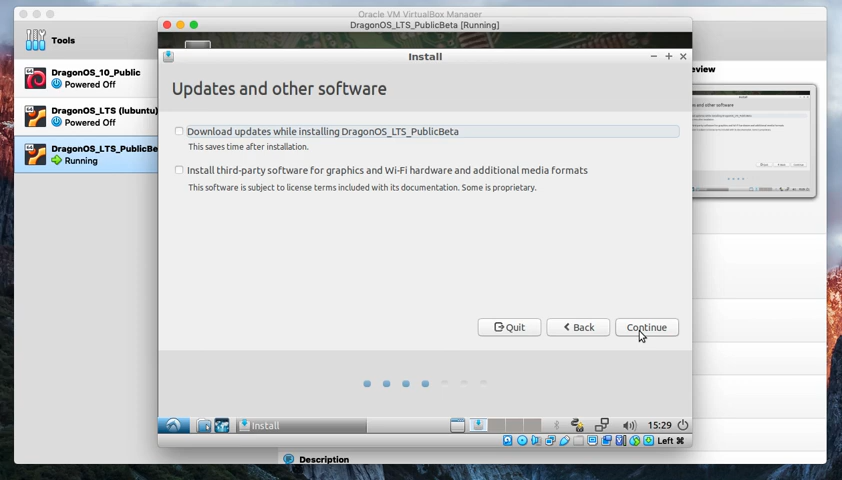 Oracle VM VirtualBox Manager
DragonOS_LTS_PublicBeta [Running]
Tools
Install
DragonOS_10_Public
Powered Off
DragonOS_LTS (lubuntu)
Powered Off
DragonOS_LTS_PublicBe
Running
eview
Updates and other software
Download updates while installing DragonOS_LTS_PublicBeta
This saves time after installation.
Install third-party software for graphics and Wi-Fi hardware and additional media formats
This software is subject to license terms included with its documentation. Some is proprietary.
Quit
Back
Continue
Install
15:29
Left ⌘
Description